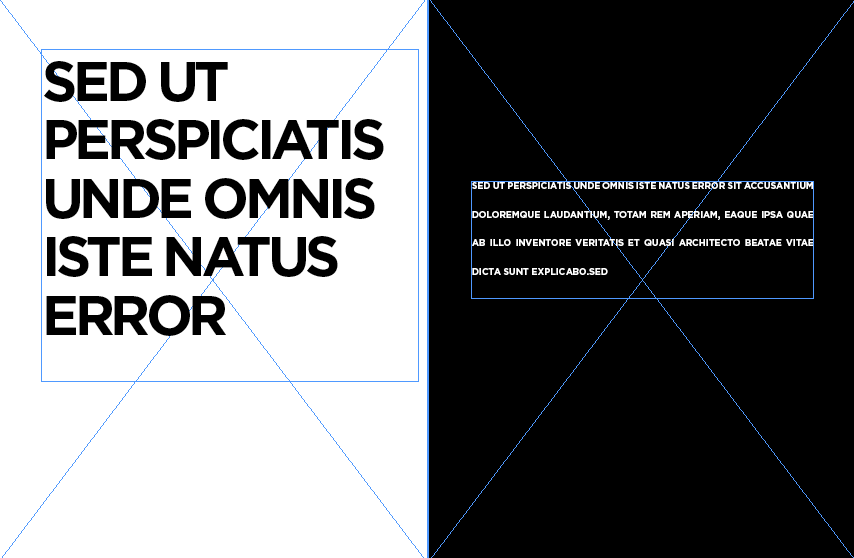 SED UT
PERSPICIATIS
UNDE OMNIS
ISTE NATUS
ERROR
SED UT PERSPICIATIS UNDE OMNIS ISTE NATUS ERROR SIT ACCUSANTIUM
DOLOREMQUE LAUDANTIUM, TOTAM REM APERIAM, EAQUE IPSA QUAE
AB ILLO INVENTORE VERITATIS ET QUASI ARCHITECTO BEATAE VITAE
DICTA SUNT EXPLICABO.SED